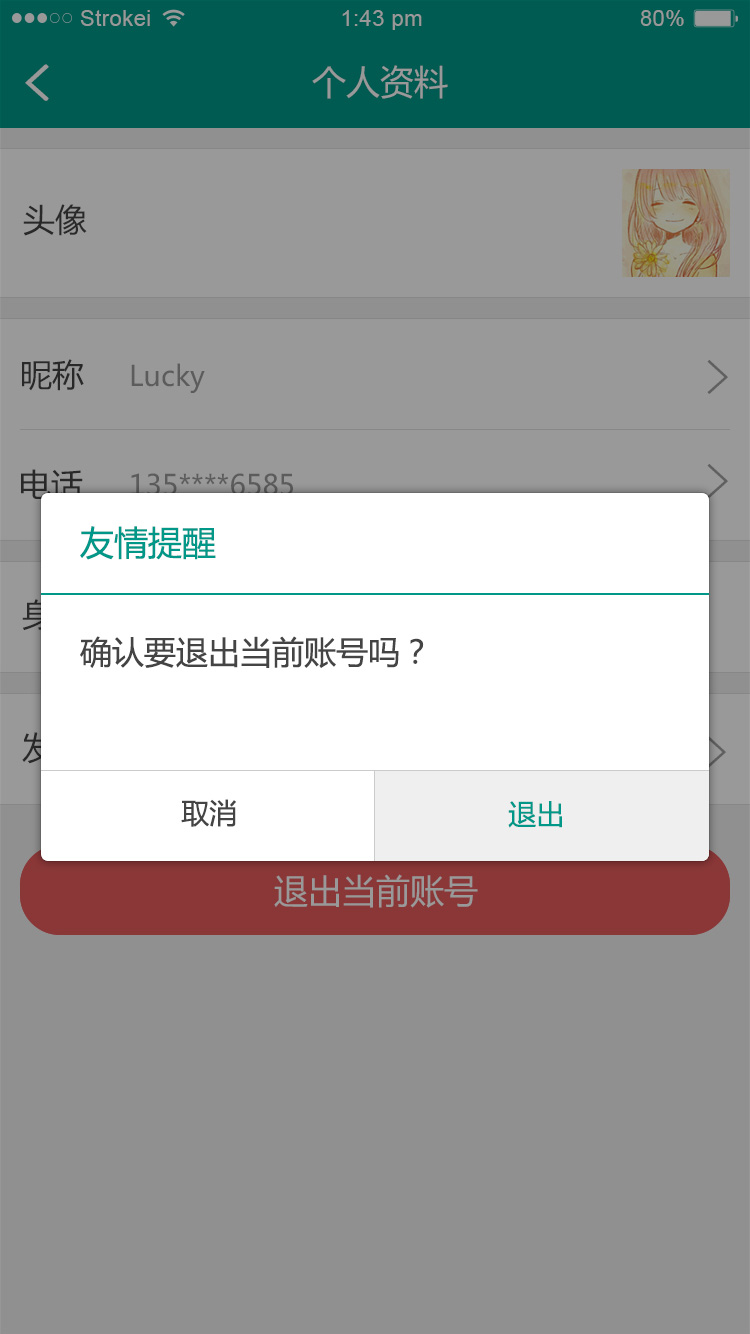 Strokei 1:43 pm 80%
个人资料
头像
昵称 Lucky
电话 135****6585
友情提醒
确认要退出当前账号吗？
取消 退出
退出当前账号